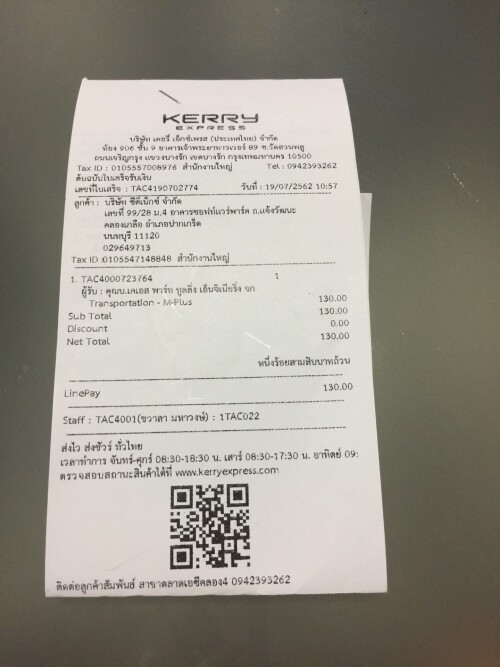 KERRY
EXPRESS
บริษัท เคอรี่ เอ็กซ์เพรส (ประเทศไทย) จำกัด
ห้อง 906 ชั้น 9 อาคารเจ้าพระยาทาวเวอร์ 89 ซ.วัดสวนพลู
ถนนเจริญกรุง แขวงบางรัก เขตบางรัก กรุงเทพมหานคร 10500
Tax ID : 0105557008976 สำนักงานใหญ่ Tel : 0942393262
ต้นฉบับใบเสร็จรับเงิน
เลขที่ใบเสร็จ : TAC4190702774 วันที่ : 19/07/2562 10:57
ลูกค้า : บริษัท ซีดีเน็กซ์ จำกัด
เลขที่ 99/28 ม.4 อาคารซอฟท์แวร์พาร์ค ถ.แจ้งวัฒนะ
คลองเกลือ อำเภอปากเกร็ด
นนทบุรี 11120
029649713
Tax ID :0105547148848 สำนักงานใหญ่
1. TAC4000723764 1
ผู้รับ : คุณบ.เคเอส พาร์ท ทูลลิ่ง เอ็นจิเนียริ่ง จก
Transportation - M-Plus 130.00
Sub Total 130.00
Discount 0.00
Net Total 130.00
หนึ่งร้อยสามสิบบาทถ้วน
LinePay 130.00
Staff : TAC4001(ชวาลา มหาวงษ์) : 1TAC022
ส่งไว ส่งชัวร์ ทั่วไทย
เวลาทำการ จันทร์-ศุกร์ 08:30-18:30 น. เสาร์ 08:30-17:30 น. อาทิตย์ 09:
ตรวจสอบสถานะสินค้าได้ที่ www.kerryexpress.com
ติดต่อลูกค้าสัมพันธ์ สาขาตลาดเอซีคลอง4 0942393262